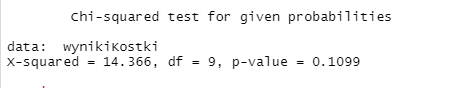 Chi-squared test for given probabilities
data:  wynikiKostki
X-squared = 14.366, df = 9, p-value = 0.1099